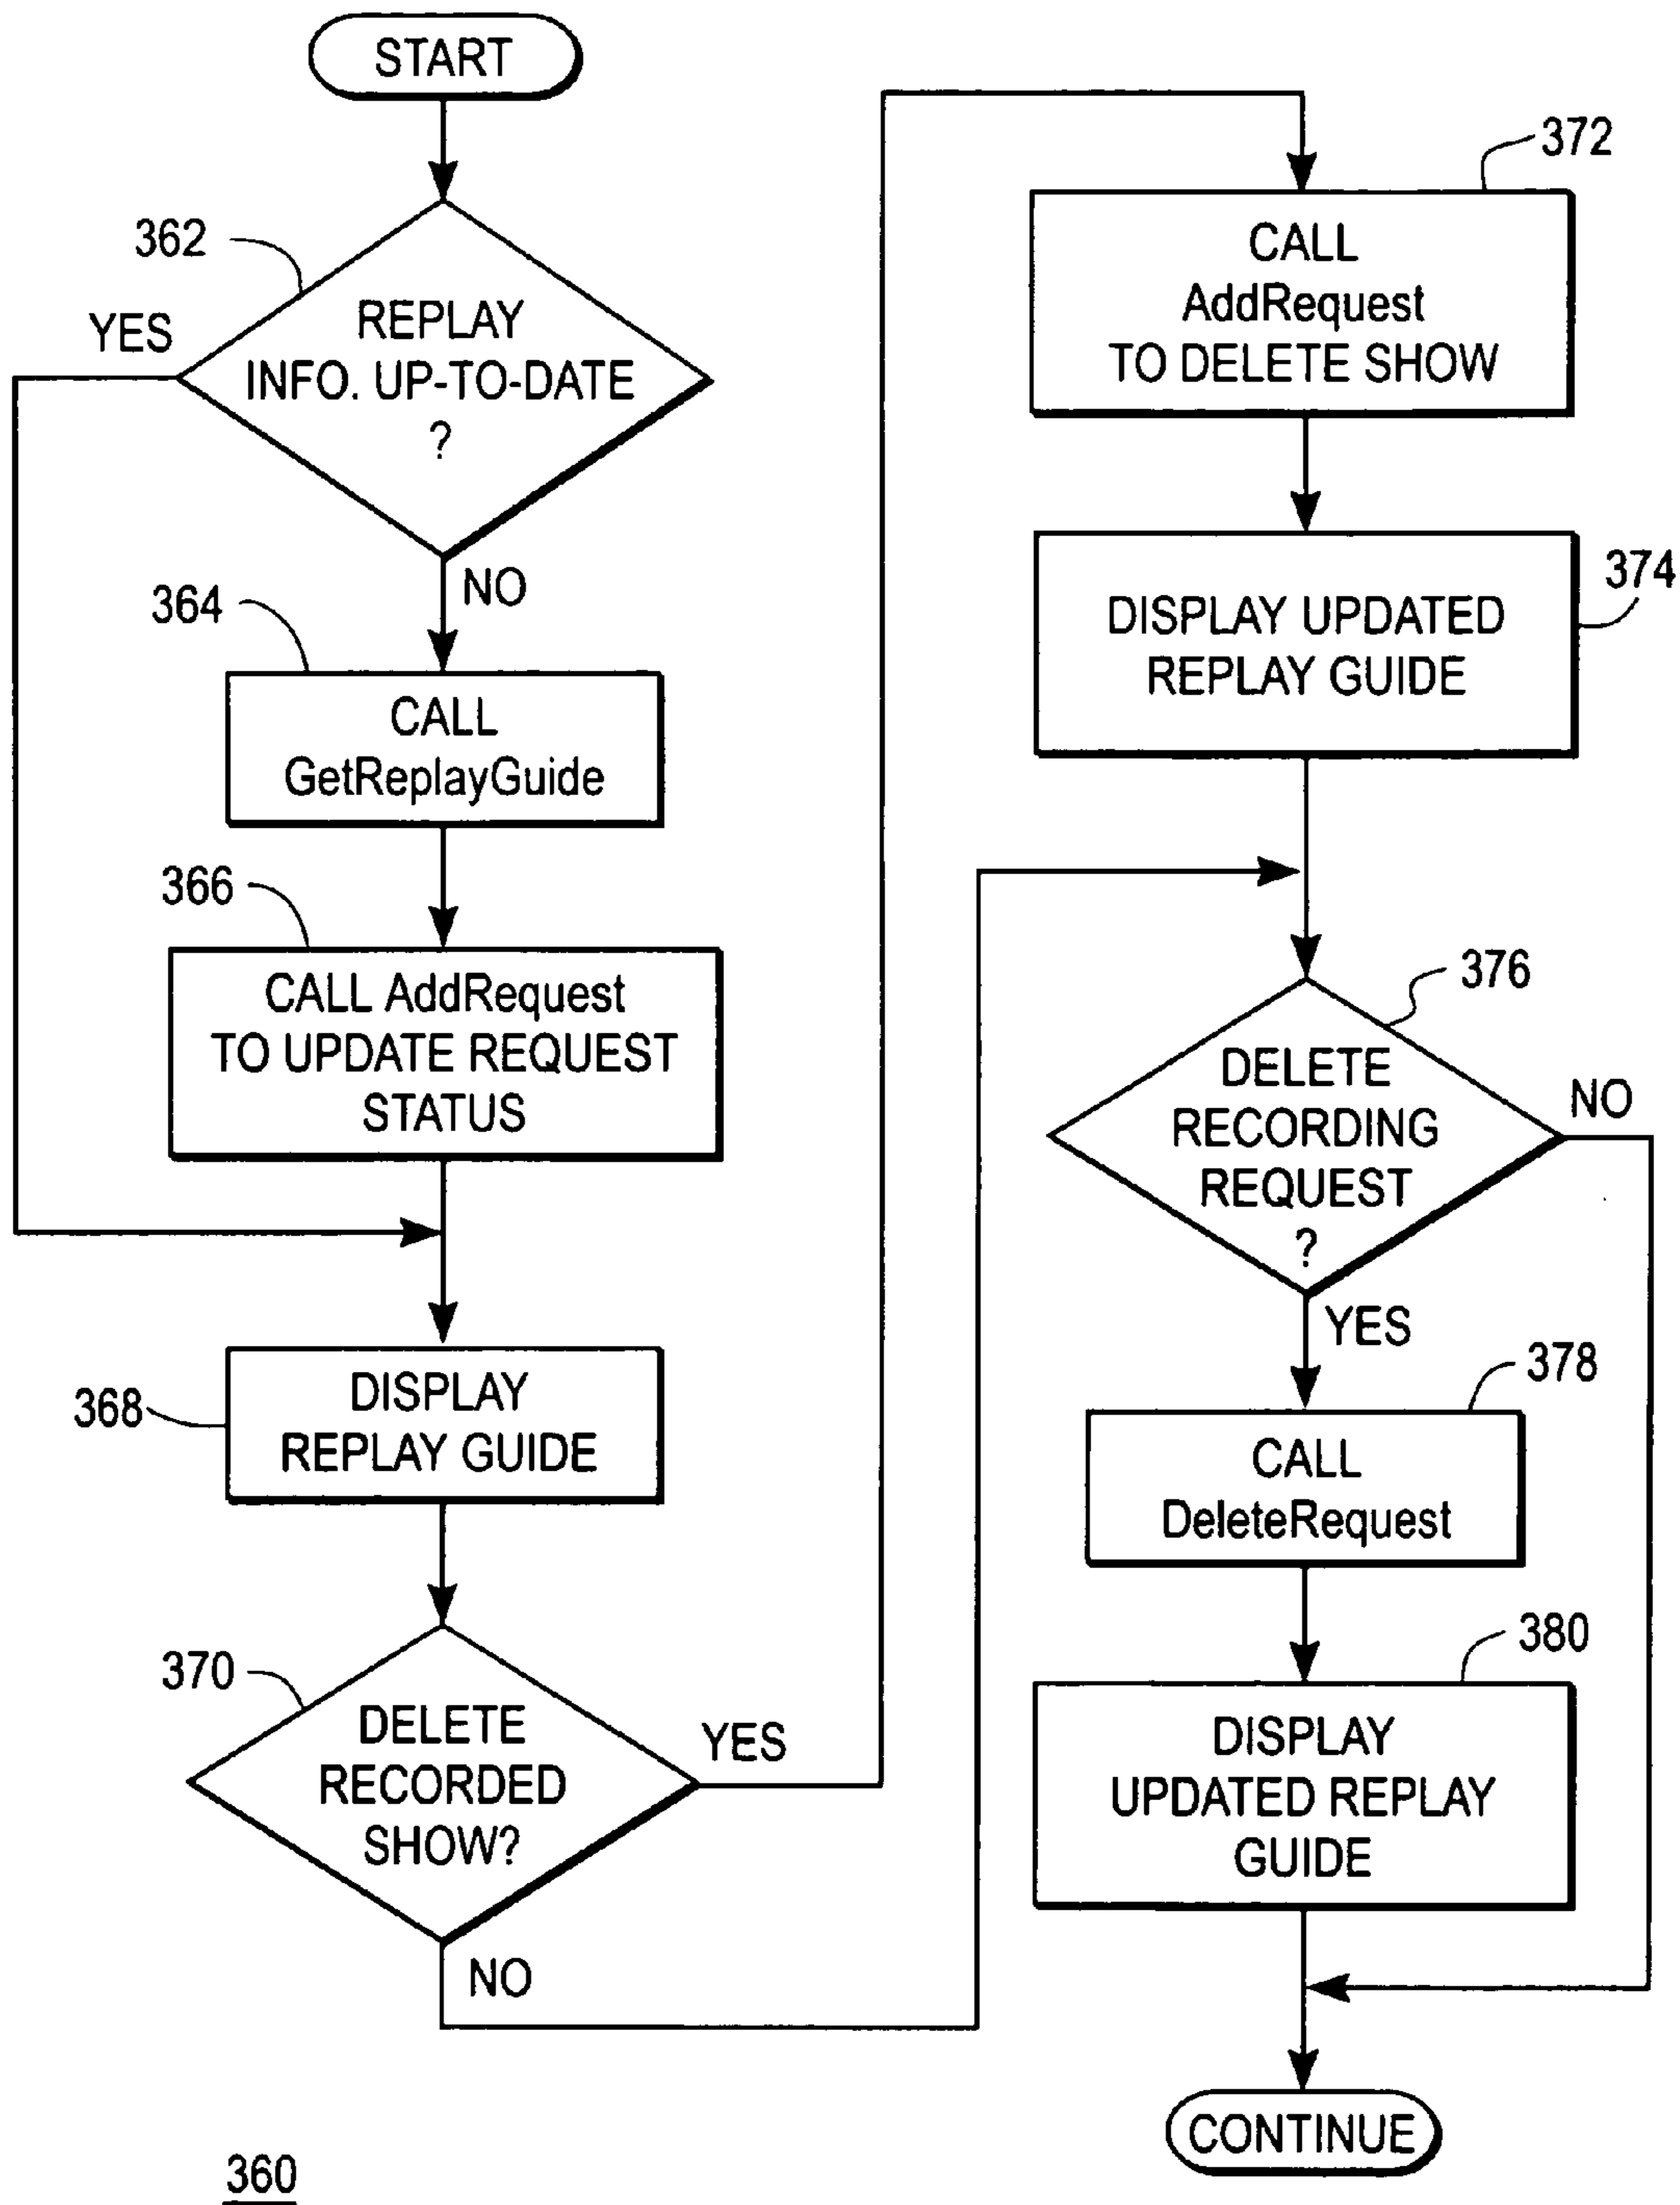 START
362
YES
REPLAY
INFO. UP-TO-DATE
?
NO
364
CALL
GetReplayGuide
366
CALL AddRequest
TO UPDATE REQUEST
STATUS
368
DISPLAY
REPLAY GUIDE
370
DELETE
RECORDED
SHOW?
YES
NO
372
CALL
AddRequest
TO DELETE SHOW
374
DISPLAY UPDATED
REPLAY GUIDE
376
DELETE
RECORDING
REQUEST
?
NO
YES
378
CALL
DeleteRequest
380
DISPLAY
UPDATED REPLAY
GUIDE
CONTINUE
360